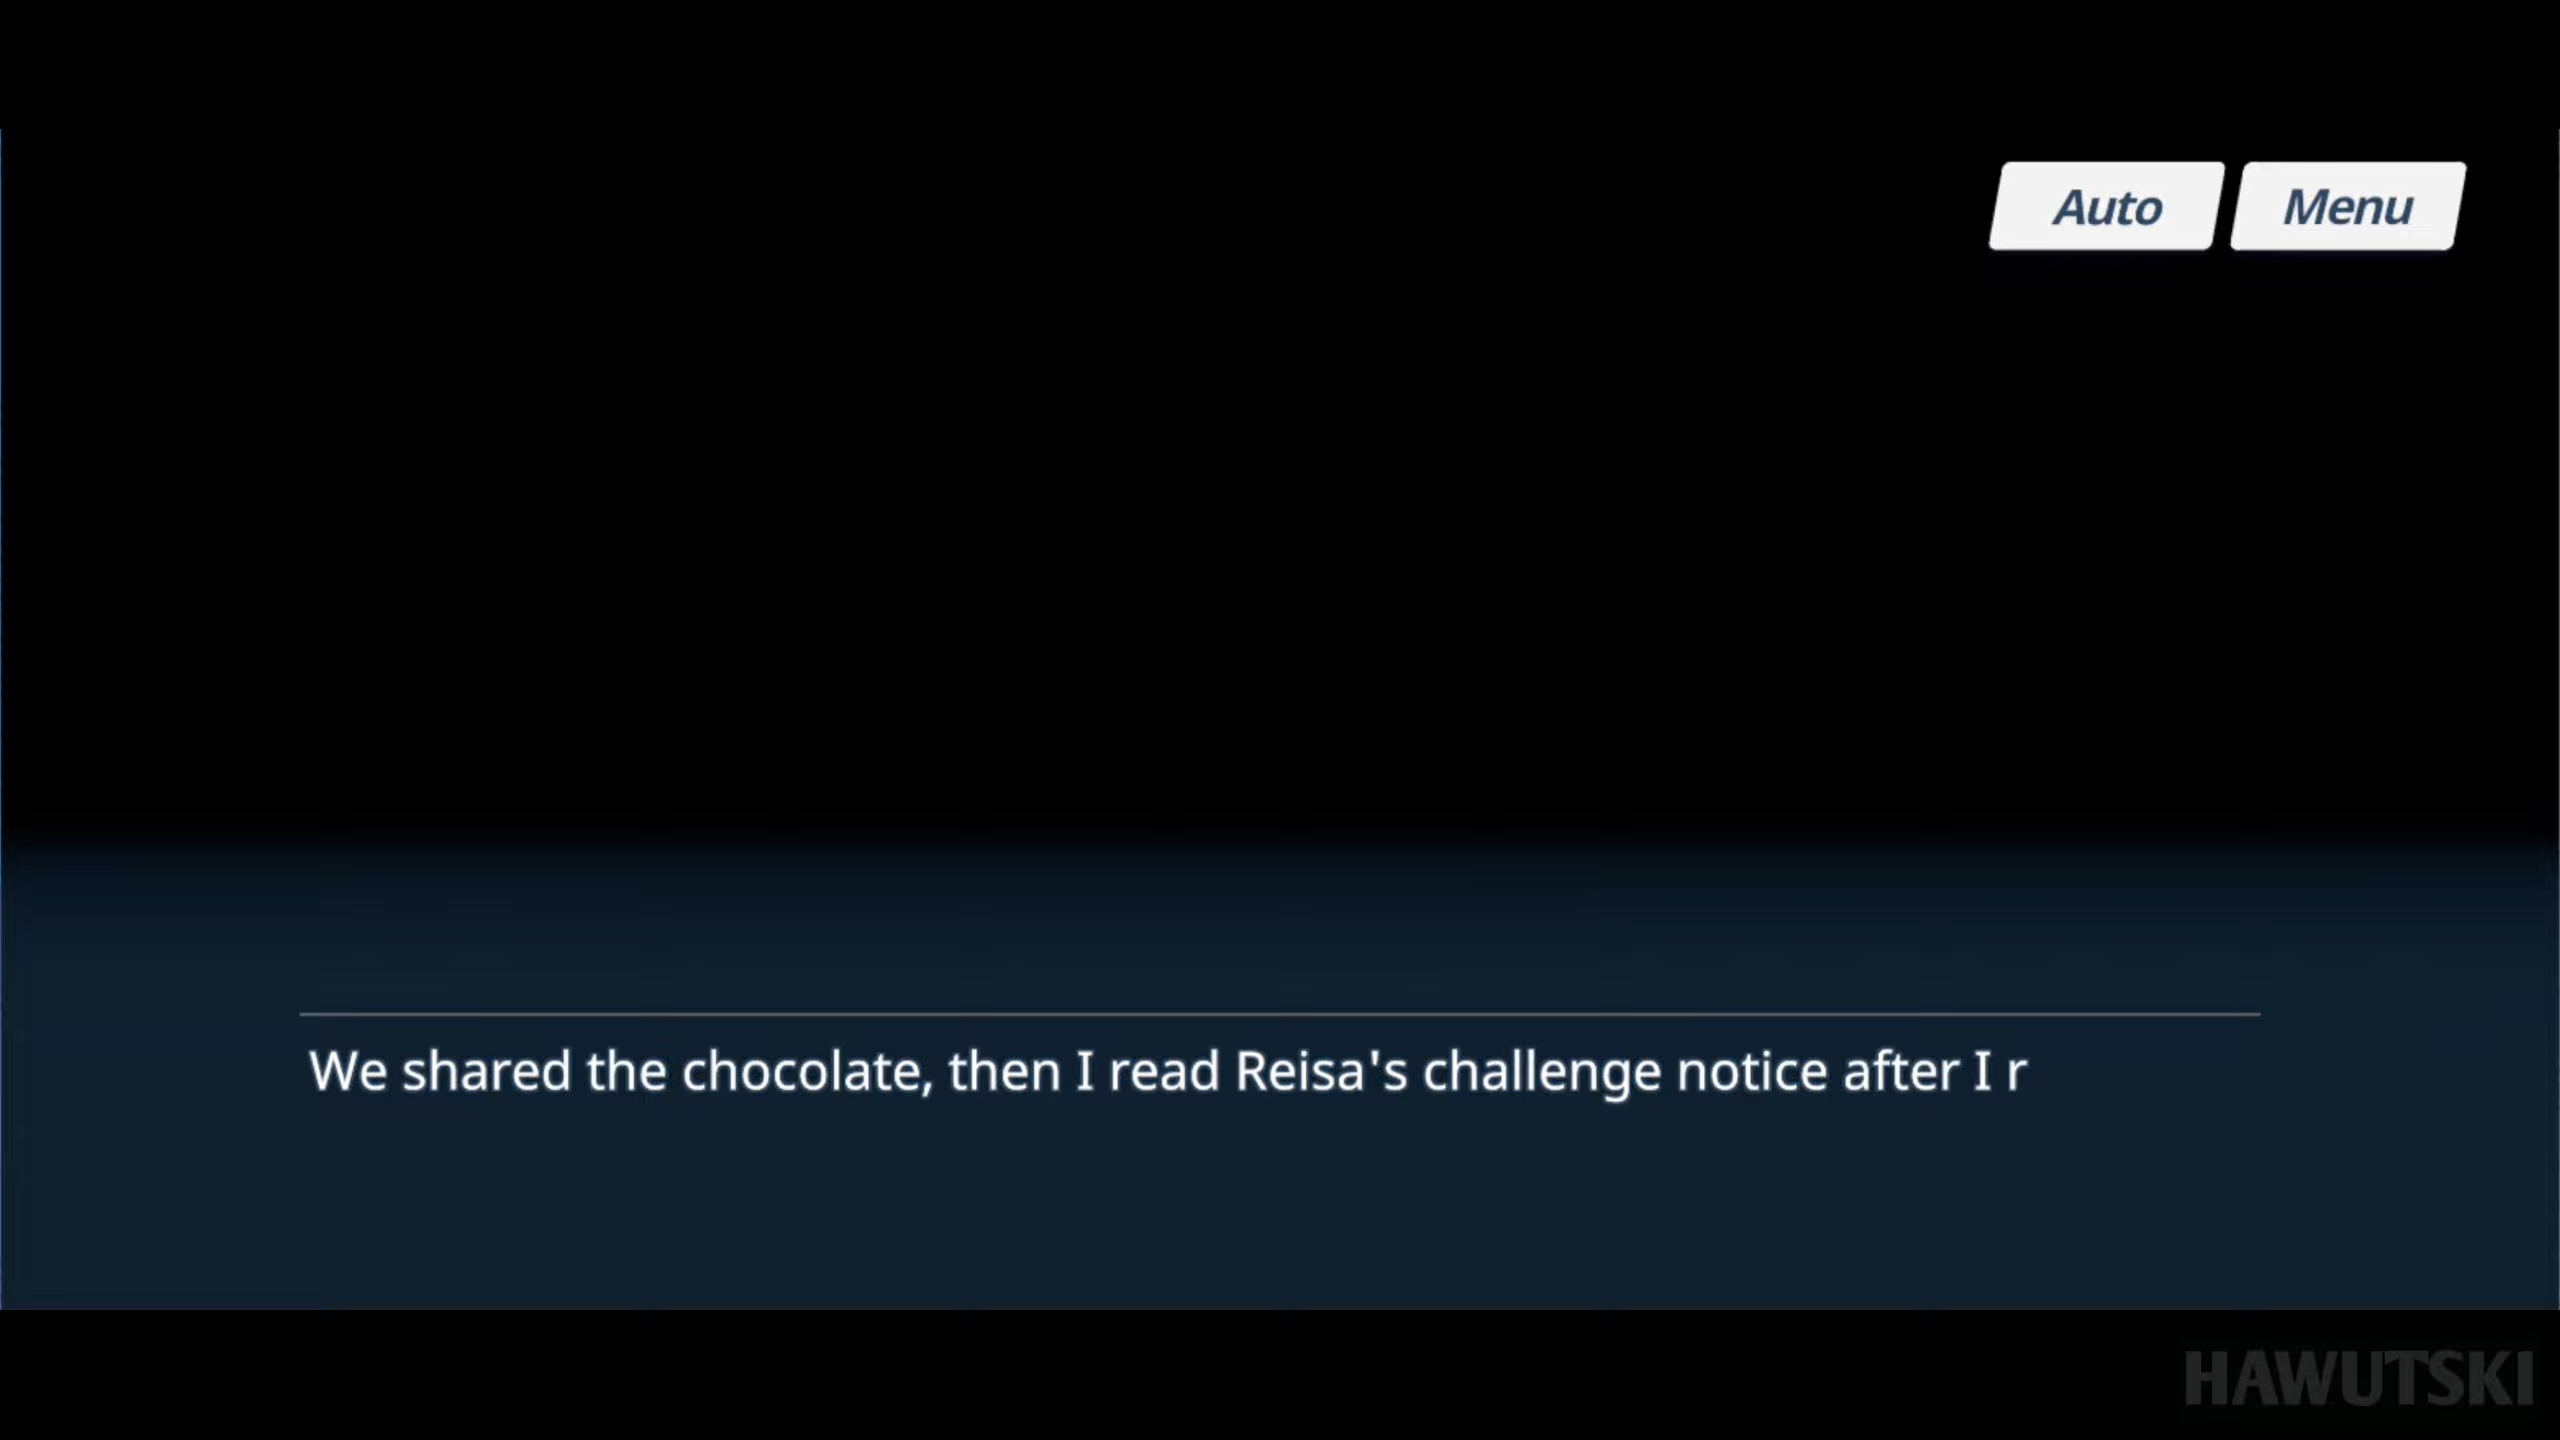 Auto Menu
We shared the chocolate, then I read Reisa's challenge notice after I r
HAWUTSKI